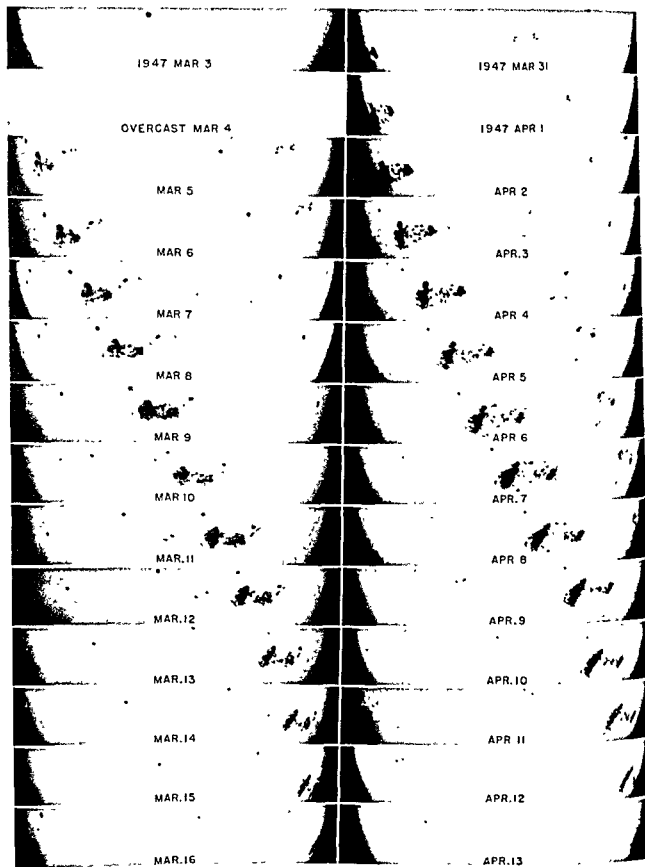 1947 MAR 3
OVERCAST MAR 4
MAR 5
MAR 6
MAR 7
MAR 8
MAR 9
MAR 10
MAR.11
MAR.12
MAR.13
MAR.14
MAR.15
MAR.16
1947 MAR 31
1947 APR 1
APR 2
APR.3
APR 4
APR 5
APR 6
APR.7
APR 8
APR.9
APR.10
APR 11
APR.12
APR.13